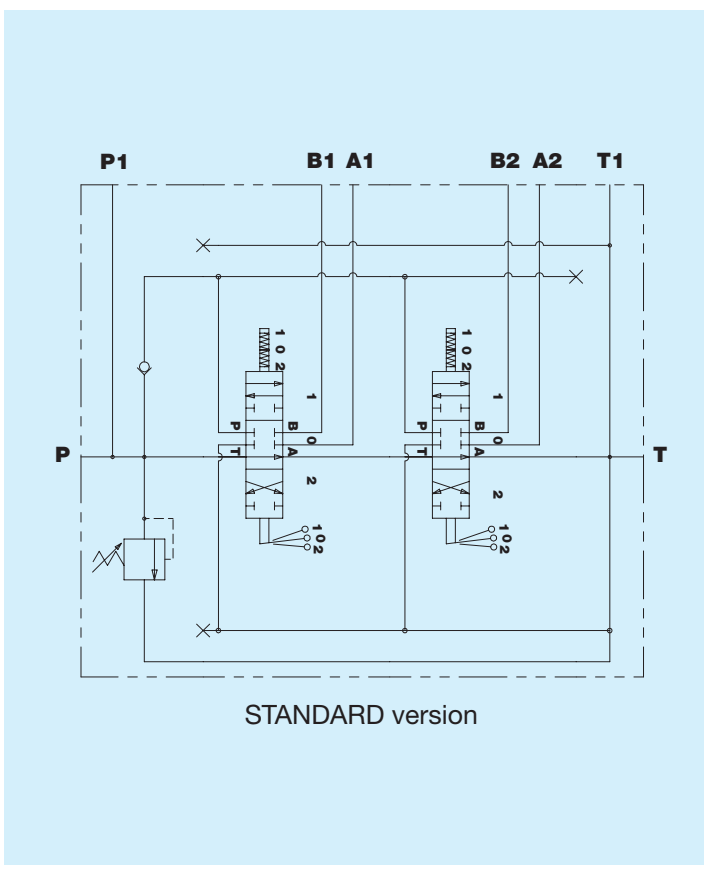 P1 B1 A1 B2 A2 T1
1 0 2 1 0 2
1 1
P B P B
0 0
T A T A
P T
2 2
1 0 2 1 0 2
STANDARD version